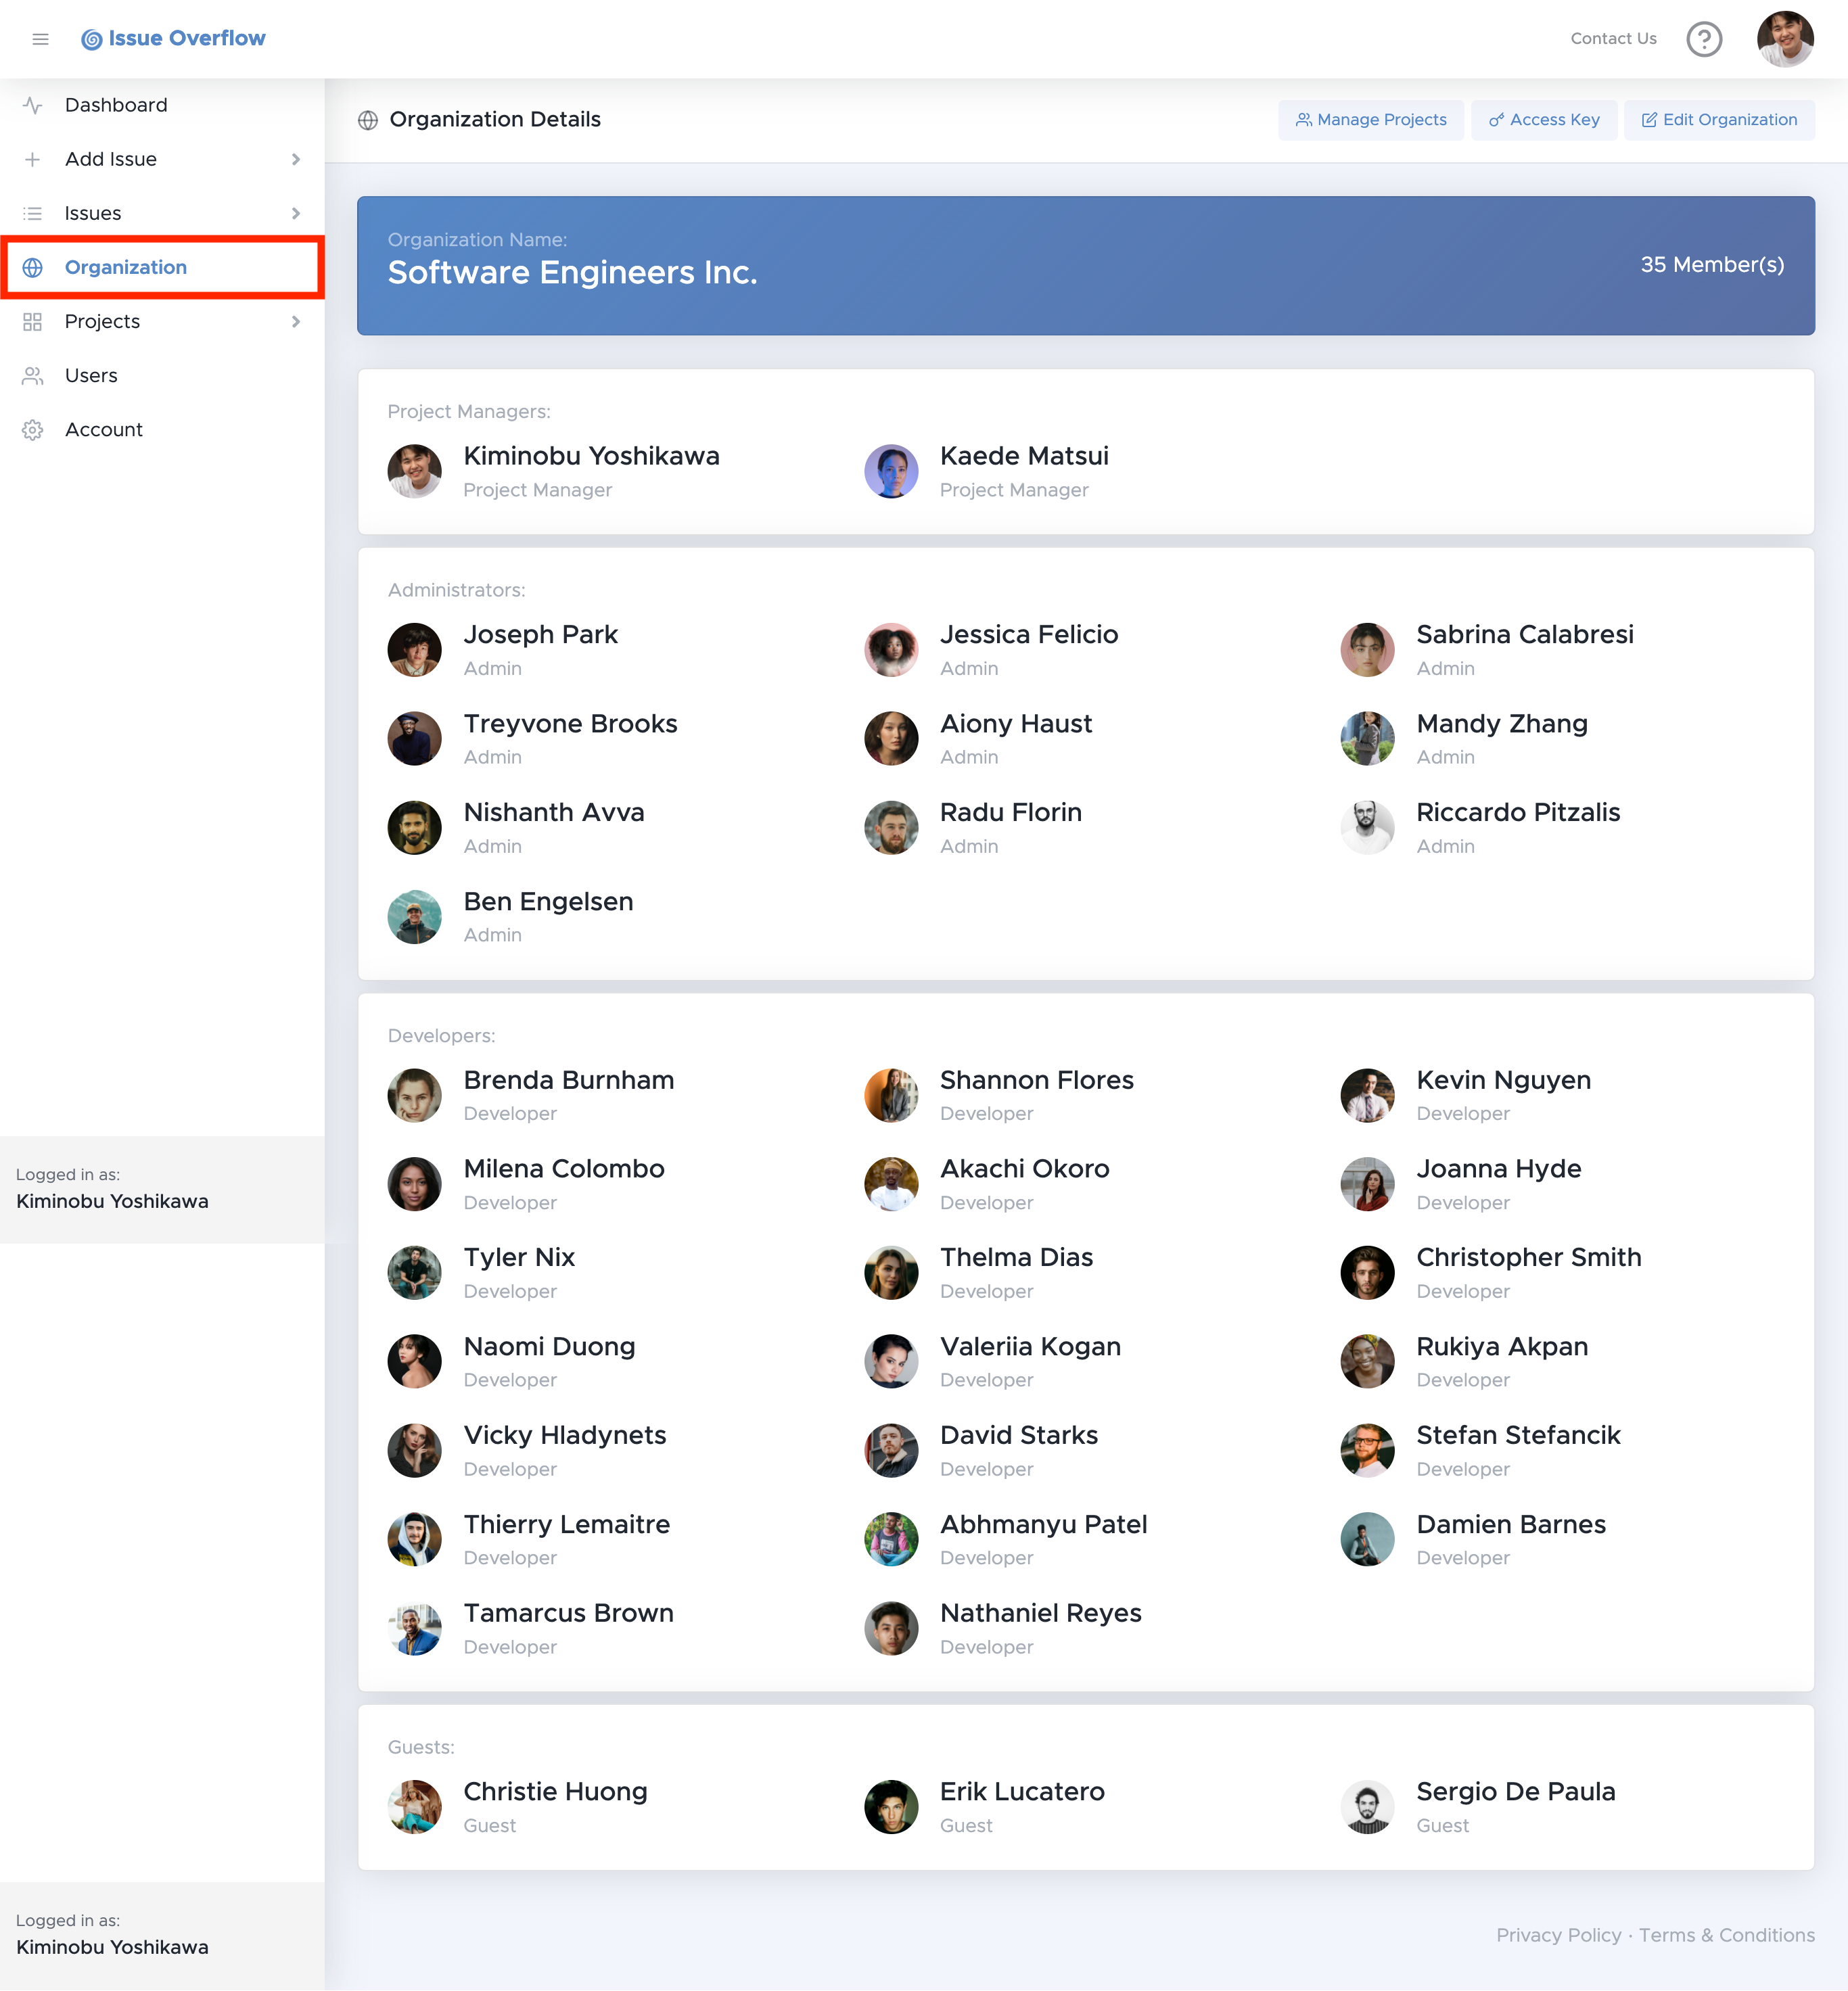 Issue Overflow
Contact Us
Dashboard
Add Issue
Issues
Organization
Projects
Users
Account
Logged in as:
Kiminobu Yoshikawa
Logged in as:
Kiminobu Yoshikawa
Organization Details
Manage Projects
Access Key
Edit Organization
Organization Name:
Software Engineers Inc.
35 Member(s)
Project Managers:
Kiminobu Yoshikawa
Project Manager
Kaede Matsui
Project Manager
Administrators:
Joseph Park
Admin
Jessica Felicio
Admin
Sabrina Calabresi
Admin
Treyvone Brooks
Admin
Aiony Haust
Admin
Mandy Zhang
Admin
Nishanth Avva
Admin
Radu Florin
Admin
Riccardo Pitzalis
Admin
Ben Engelsen
Admin
Developers:
Brenda Burnham
Developer
Shannon Flores
Developer
Kevin Nguyen
Developer
Milena Colombo
Developer
Akachi Okoro
Developer
Joanna Hyde
Developer
Tyler Nix
Developer
Thelma Dias
Developer
Christopher Smith
Developer
Naomi Duong
Developer
Valeriia Kogan
Developer
Rukiya Akpan
Developer
Vicky Hladynets
Developer
David Starks
Developer
Stefan Stefancik
Developer
Thierry Lemaitre
Developer
Abhmanyu Patel
Developer
Damien Barnes
Developer
Tamarcus Brown
Developer
Nathaniel Reyes
Developer
Guests:
Christie Huong
Guest
Erik Lucatero
Guest
Sergio De Paula
Guest
Privacy Policy · Terms & Conditions